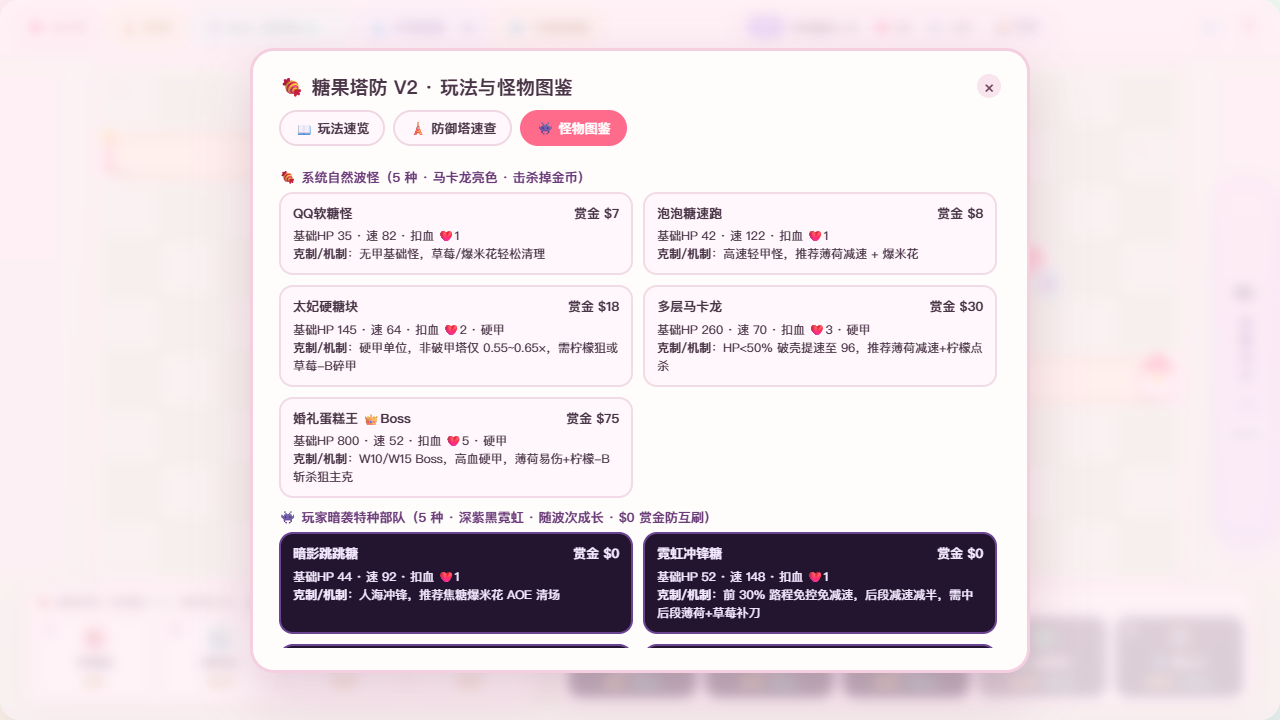 糖果塔防 V2 · 玩法与怪物图鉴
×
玩法速览
防御塔速查
怪物图鉴
系统自然波怪（5 种 · 马卡龙亮色 · 击杀掉金币）
QQ软糖怪 赏金 $7
基础HP 35 · 速 82 · 扣血 ❤1
克制/机制：无甲基础怪，草莓/爆米花轻松清理
泡泡糖速跑 赏金 $8
基础HP 42 · 速 122 · 扣血 ❤1
克制/机制：高速轻甲怪，推荐薄荷减速 + 爆米花
太妃硬糖块 赏金 $18
基础HP 145 · 速 64 · 扣血 ❤2 · 硬甲
克制/机制：硬甲单位，非破甲塔仅 0.55~0.65×，需柠檬狙或
草莓-B碎甲
多层马卡龙 赏金 $30
基础HP 260 · 速 70 · 扣血 ❤3 · 硬甲
克制/机制：HP<50% 破壳提速至 96，推荐薄荷减速+柠檬点
杀
婚礼蛋糕王 👑Boss 赏金 $75
基础HP 800 · 速 52 · 扣血 ❤5 · 硬甲
克制/机制：W10/W15 Boss，高血硬甲，薄荷易伤+柠檬-B
斩杀狙主克
玩家暗袭特种部队（5 种 · 深紫黑霓虹 · 随波次成长 · $0 赏金防互刷）
暗影跳跳糖 赏金 $0
基础HP 44 · 速 92 · 扣血 ❤1
克制/机制：人海冲锋，推荐焦糖爆米花 AOE 清场
霓虹冲锋糖 赏金 $0
基础HP 52 · 速 148 · 扣血 ❤1
克制/机制：前 30% 路程免控免减速，后段减速减半，需中
后段薄荷+草莓补刀